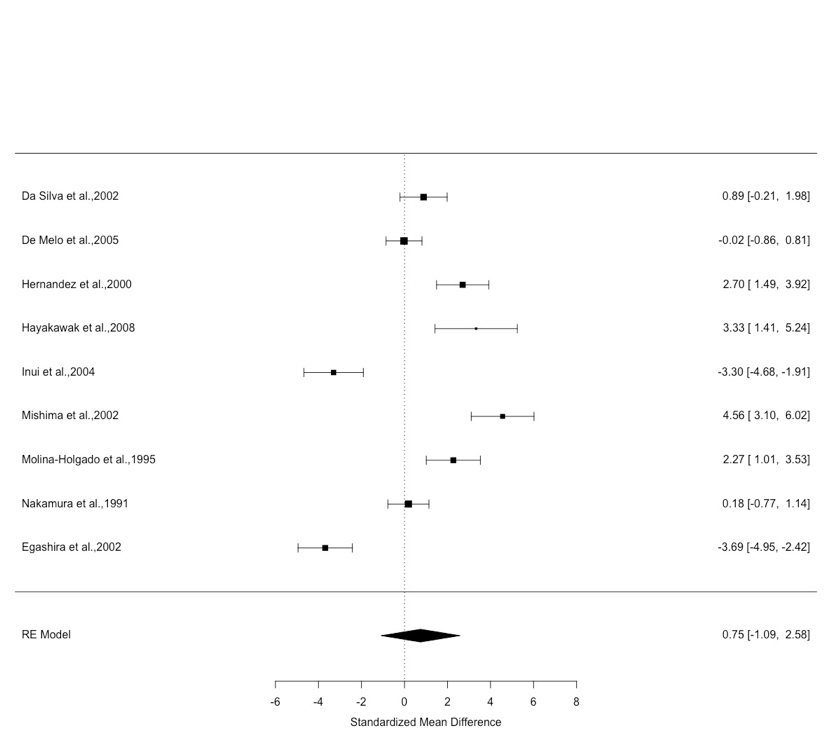 Da Silva et al.,2002 0.89 [-0.21, 1.98]
De Melo et al.,2005 -0.02 [-0.86, 0.81]
Hernandez et al.,2000 2.70 [ 1.49, 3.92]
Hayakawak et al.,2008 3.33 [ 1.41, 5.24]
Inui et al.,2004 -3.30 [-4.68, -1.91]
Mishima et al.,2002 4.56 [ 3.10, 6.02]
Molina-Holgado et al.,1995 2.27 [ 1.01, 3.53]
Nakamura et al.,1991 0.18 [-0.77, 1.14]
Egashira et al.,2002 -3.69 [-4.95, -2.42]
RE Model 0.75 [-1.09, 2.58]
-6 -4 -2 0 2 4 6 8
Standardized Mean Difference